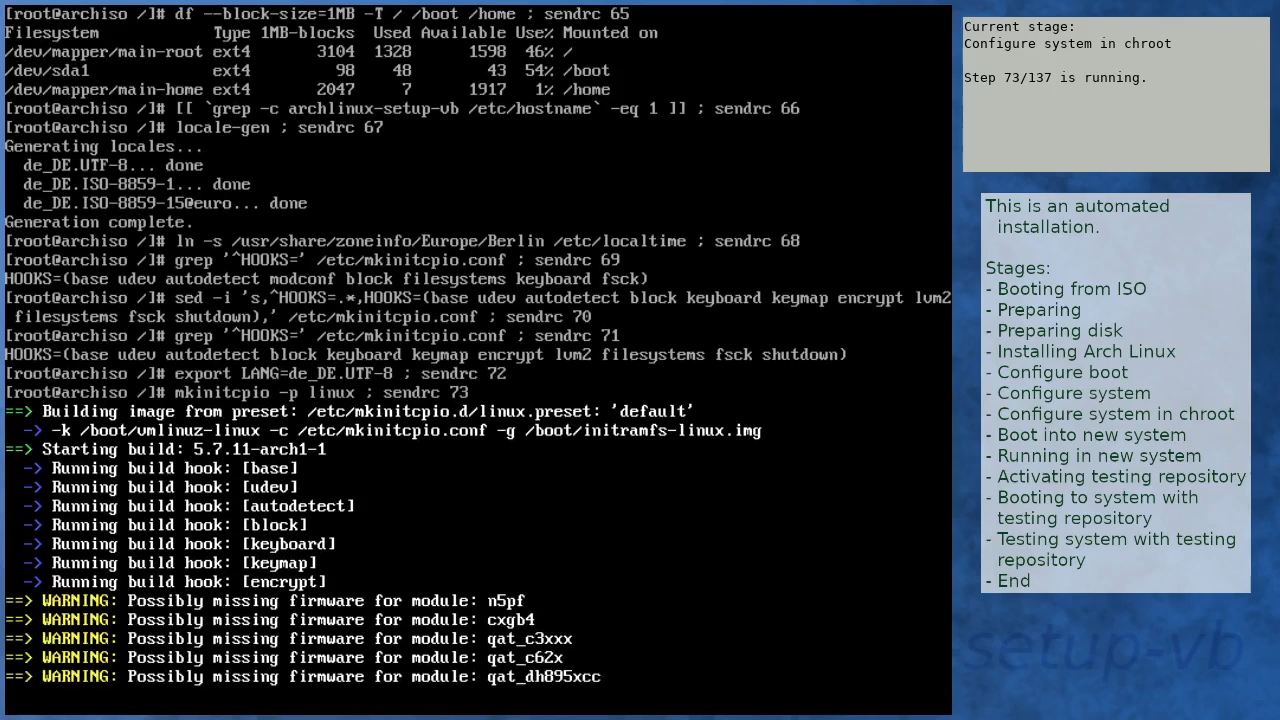 [root@archiso /]# df --block-size=1MB -T / /boot /home ; sendrc 65
Filesystem            Type 1MB-blocks  Used Available Use% Mounted on
/dev/mapper/main-root ext4       3104  1328      1598  46% /
/dev/sda1             ext4         98    48        43  54% /boot
/dev/mapper/main-home ext4       2047     7      1917   1% /home
[root@archiso /]# [[ `grep -c archlinux-setup-vb /etc/hostname` -eq 1 ]] ; sendrc 66
[root@archiso /]# locale-gen ; sendrc 67
Generating locales...
  de_DE.UTF-8... done
  de_DE.ISO-8859-1... done
  de_DE.ISO-8859-15@euro... done
Generation complete.
[root@archiso /]# ln -s /usr/share/zoneinfo/Europe/Berlin /etc/localtime ; sendrc 68
[root@archiso /]# grep '^HOOKS=' /etc/mkinitcpio.conf ; sendrc 69
HOOKS=(base udev autodetect modconf block filesystems keyboard fsck)
[root@archiso /]# sed -i 's,^HOOKS=.*,HOOKS=(base udev autodetect block keyboard keymap encrypt lvm2
 filesystems fsck shutdown),' /etc/mkinitcpio.conf ; sendrc 70
[root@archiso /]# grep '^HOOKS=' /etc/mkinitcpio.conf ; sendrc 71
HOOKS=(base udev autodetect block keyboard keymap encrypt lvm2 filesystems fsck shutdown)
[root@archiso /]# export LANG=de_DE.UTF-8 ; sendrc 72
[root@archiso /]# mkinitcpio -p linux ; sendrc 73
==> Building image from preset: /etc/mkinitcpio.d/linux.preset: 'default'
  -> -k /boot/vmlinuz-linux -c /etc/mkinitcpio.conf -g /boot/initramfs-linux.img
==> Starting build: 5.7.11-arch1-1
  -> Running build hook: [base]
  -> Running build hook: [udev]
  -> Running build hook: [autodetect]
  -> Running build hook: [block]
  -> Running build hook: [keyboard]
  -> Running build hook: [keymap]
  -> Running build hook: [encrypt]
==> WARNING: Possibly missing firmware for module: n5pf
==> WARNING: Possibly missing firmware for module: cxgb4
==> WARNING: Possibly missing firmware for module: qat_c3xxx
==> WARNING: Possibly missing firmware for module: qat_c62x
==> WARNING: Possibly missing firmware for module: qat_dh895xcc
Current stage:
Configure system in chroot
Step 73/137 is running.
This is an automated
installation.
Stages:
- Booting from ISO
- Preparing
- Preparing disk
- Installing Arch Linux
- Configure boot
- Configure system
- Configure system in chroot
- Boot into new system
- Running in new system
- Activating testing repository
- Booting to system with
testing repository
- Testing system with testing
repository
- End
setup-vb